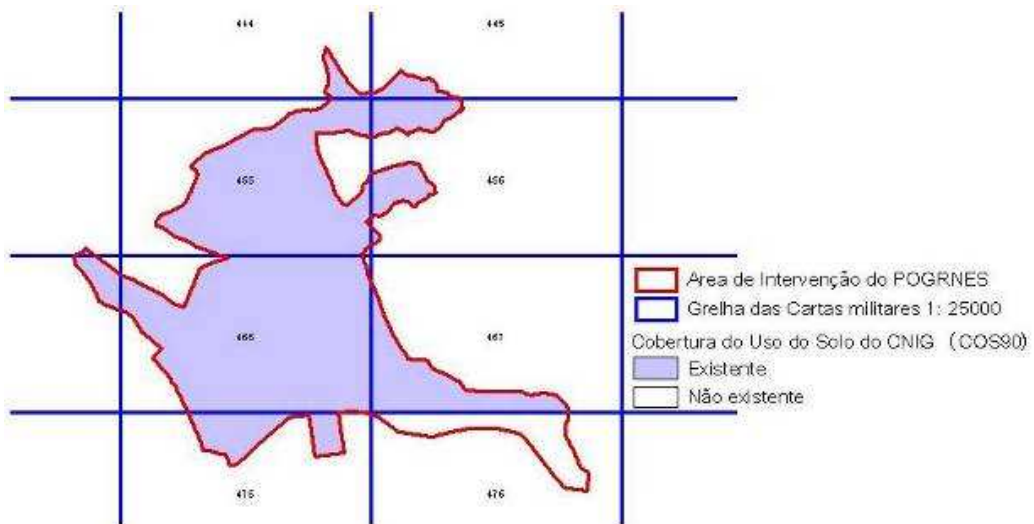 444 445
455 456
466 467
475 476
Area de Intervenção do POGRNES
Grelha das Cartas militares 1: 25000
Cobertura do Uso do Solo do CNIG (COS90)
Existente
Não existente